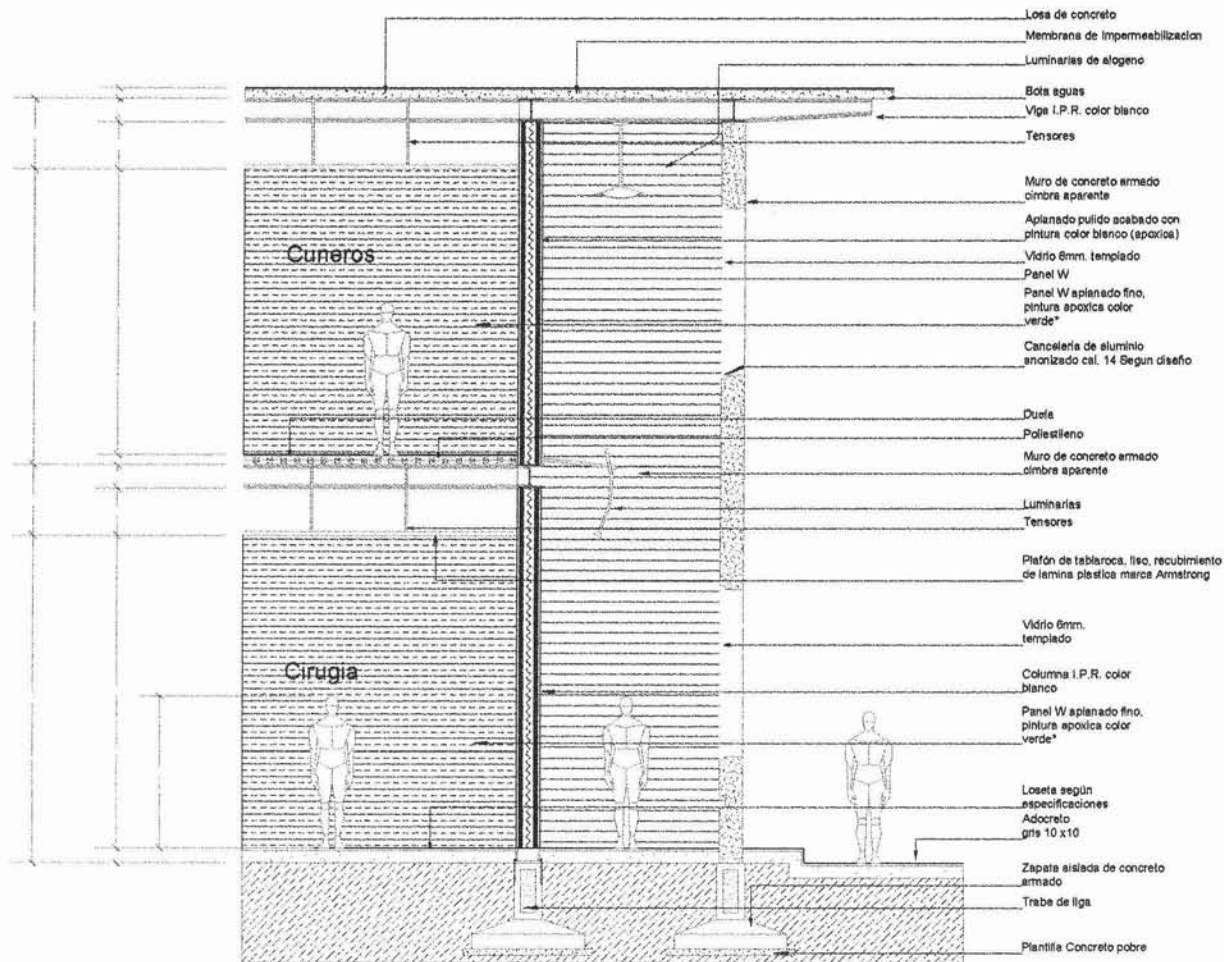 Losa de concreto
Membrana de Impermeabilizacion
Luminarias de alogeno
Bota aguas
Viga I.P.R. color blanco
Tensores
Muro de concreto armado
cimbra aparente
Aplanado pulido acabado con
pintura color blanco (apoxica)
Vidrio 6mm. templado
Panel W
Panel W aplanado fino,
pintura apoxica color
verde*
Canceleria de aluminio
anonizado cal. 14 Segun diseño
Duela
Poliestileno
Muro de concreto armado
cimbra aparente
Luminarias
Tensores
Plafón de tablaroca, liso, recubimiento
de lamina plastica marca Armstrong
Vidrio 6mm.
templado
Columna I.P.R. color
blanco
Panel W aplanado fino,
pintura apoxica color
verde*
Loseta según
especificaciones
Adocreto
gris 10 x10
Zapata aislada de concreto
armado
Trabe de liga
Plantilla Concreto pobre
Cuneros
Cirugia